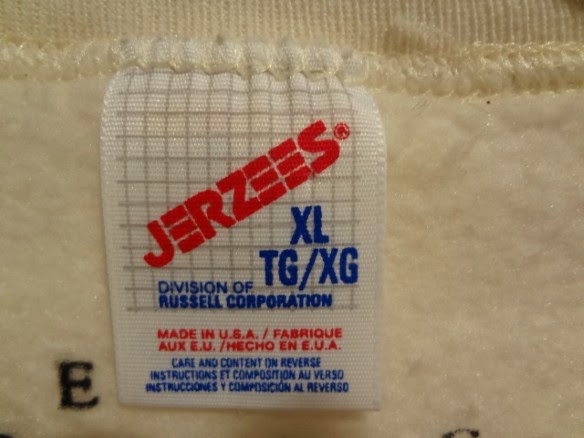 JERZEES®
XL
TG/XG
DIVISION OF
RUSSELL CORPORATION
MADE IN U.S.A. / FABRIQUE
AUX E.U. /HECHO EN E.U.A.
CARE AND CONTENT ON REVERSE
INSTRUCTIONS ET COMPOSITION AU VERSO
INSTRUCCIONES Y COMPOSICIÓN AL REVERSO
E